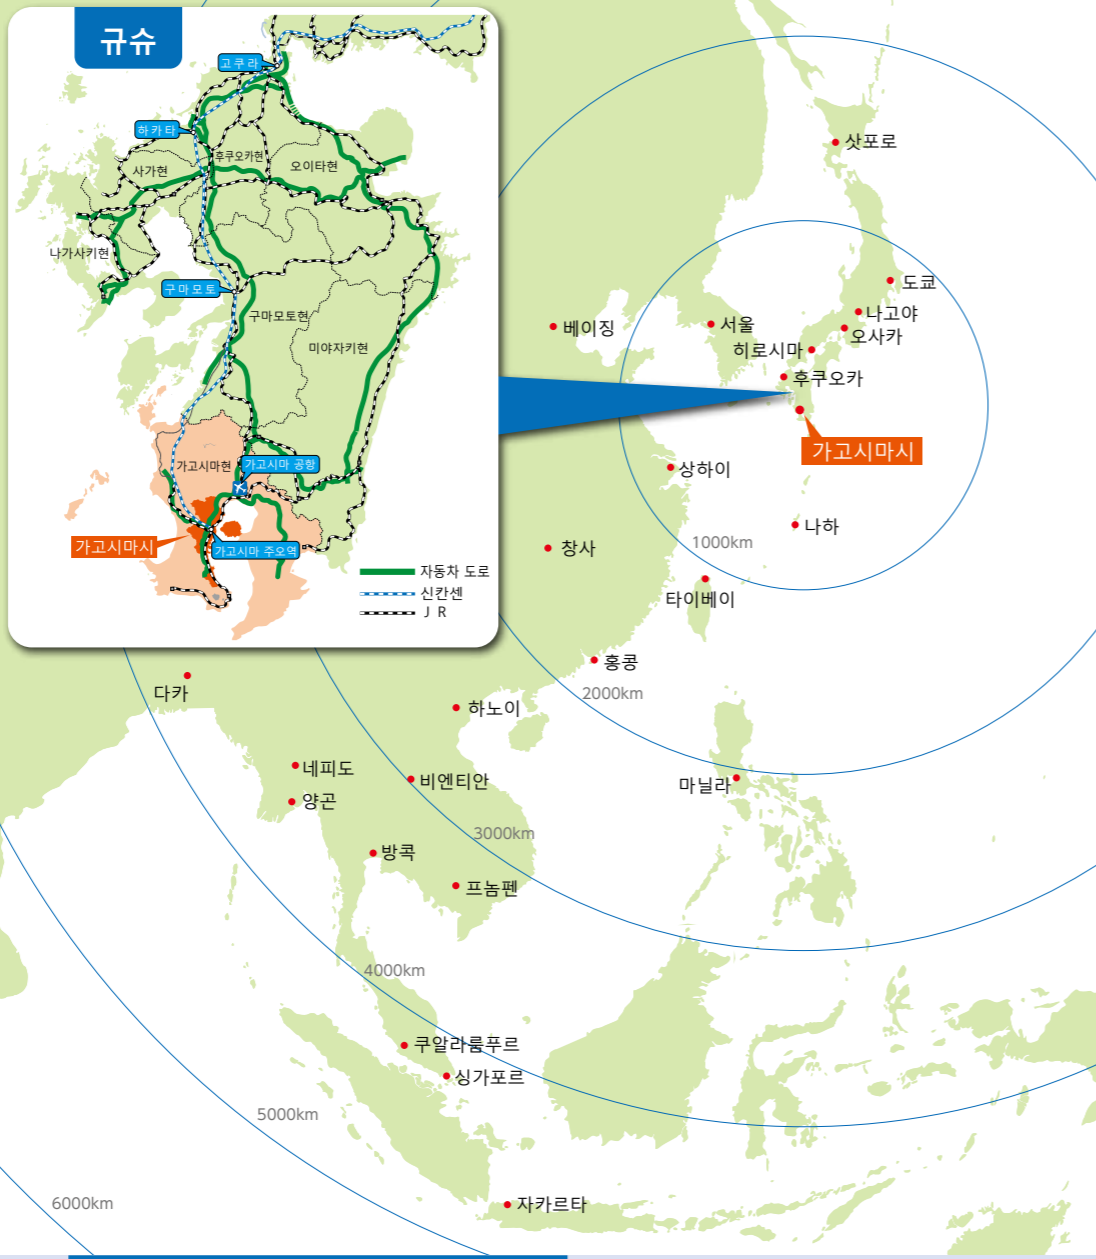 규슈
고쿠라
하카타
후쿠오카현
사가현
오이타현
나가사키현
구마모토
구마모토현
미야자키현
가고시마현
가고시마 공항
가고시마시
가고시마 주오역
자동차 도로
신칸센
J R
삿포로
도쿄
나고야
오사카
베이징
서울
히로시마
후쿠오카
가고시마시
상하이
나하
창사
1000km
타이베이
홍콩
2000km
다카
하노이
네피도
비엔티안
마닐라
양곤
3000km
방콕
프놈펜
4000km
쿠알라룸푸르
싱가포르
5000km
6000km
자카르타